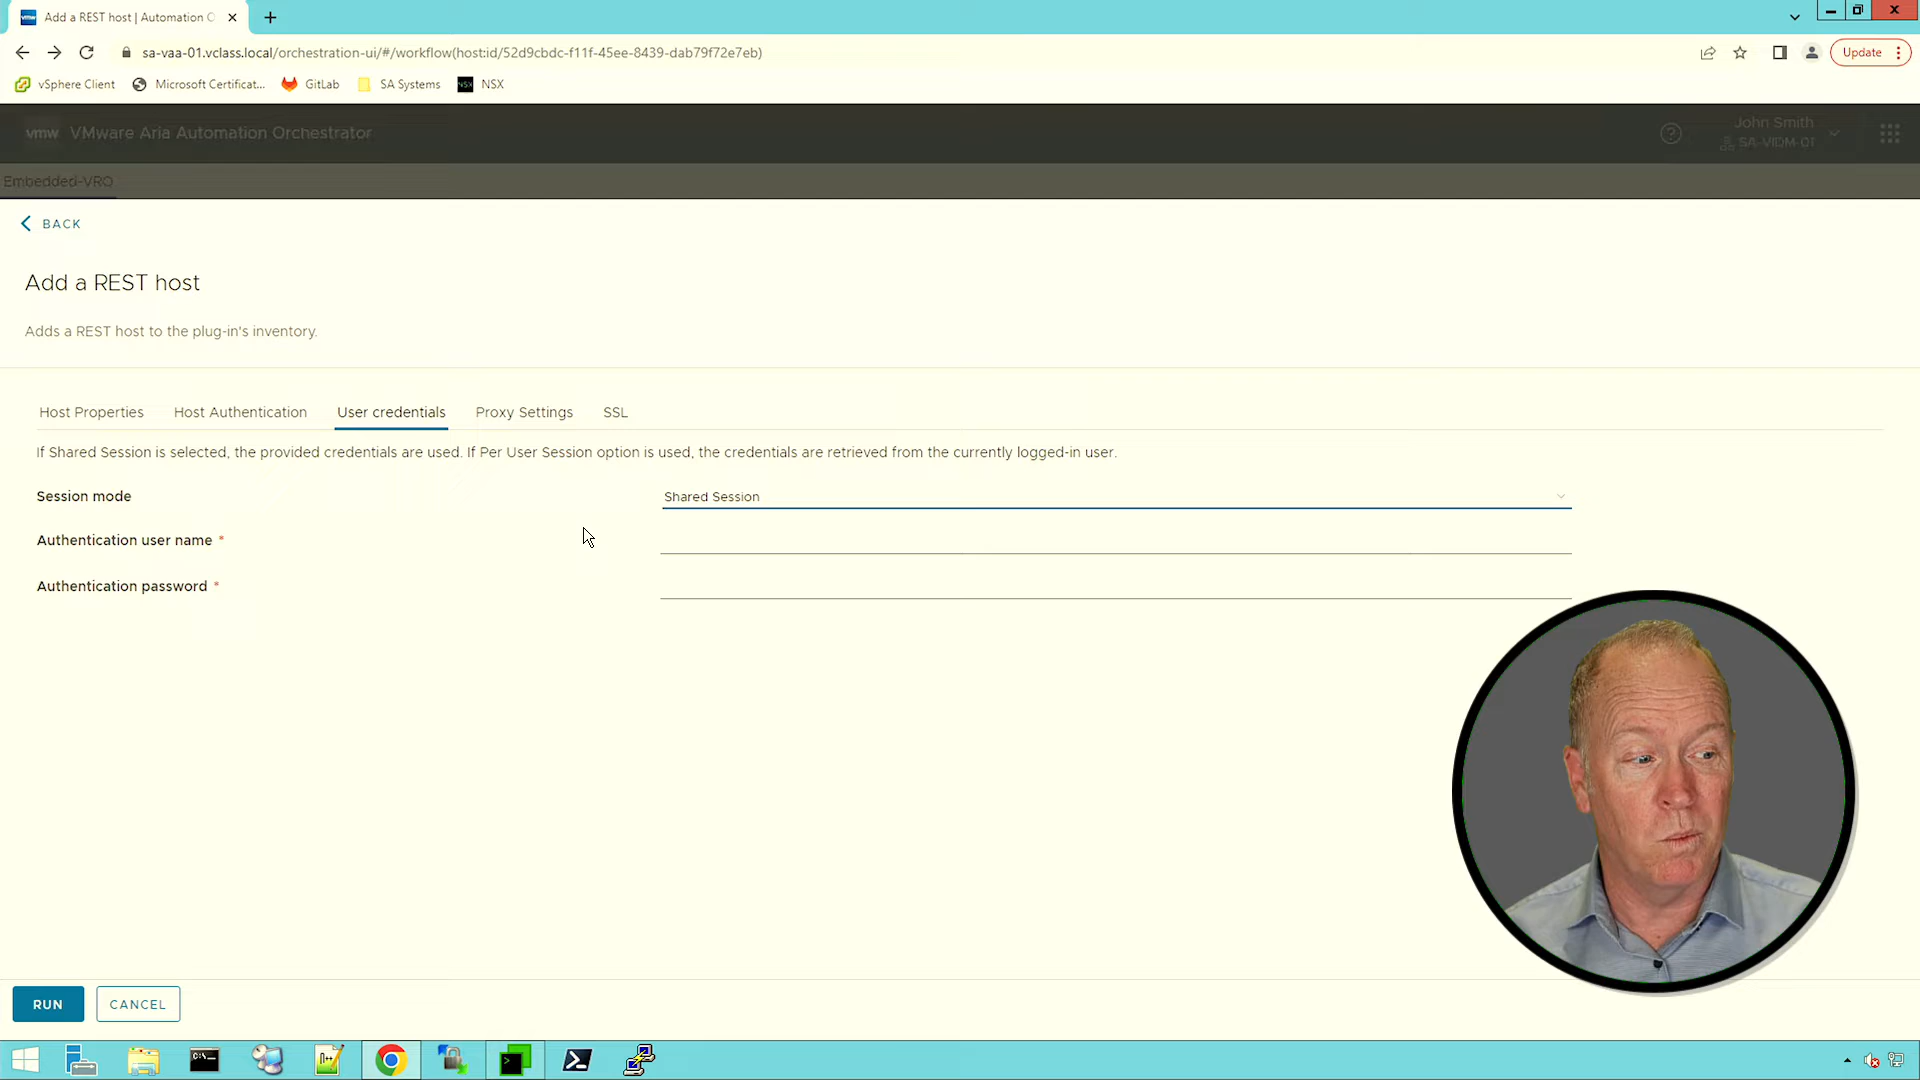 Add a REST host | Automation O
sa-vaa-01.vclass.local/orchestration-ui/#/workflow(host:id/52d9cbdc-f11f-45ee-8439-dab79f72e7eb)
Update
vSphere Client
Microsoft Certificat...
GitLab
SA Systems
NSX
vmw VMware Aria Automation Orchestrator
John Smith
SA-VIDM-01
Embedded-VRO
BACK
Add a REST host
Adds a REST host to the plug-in's inventory.
Host Properties Host Authentication User credentials Proxy Settings SSL
If Shared Session is selected, the provided credentials are used. If Per User Session option is used, the credentials are retrieved from the currently logged-in user.
Session mode Shared Session
Authentication user name *
Authentication password *
RUN CANCEL